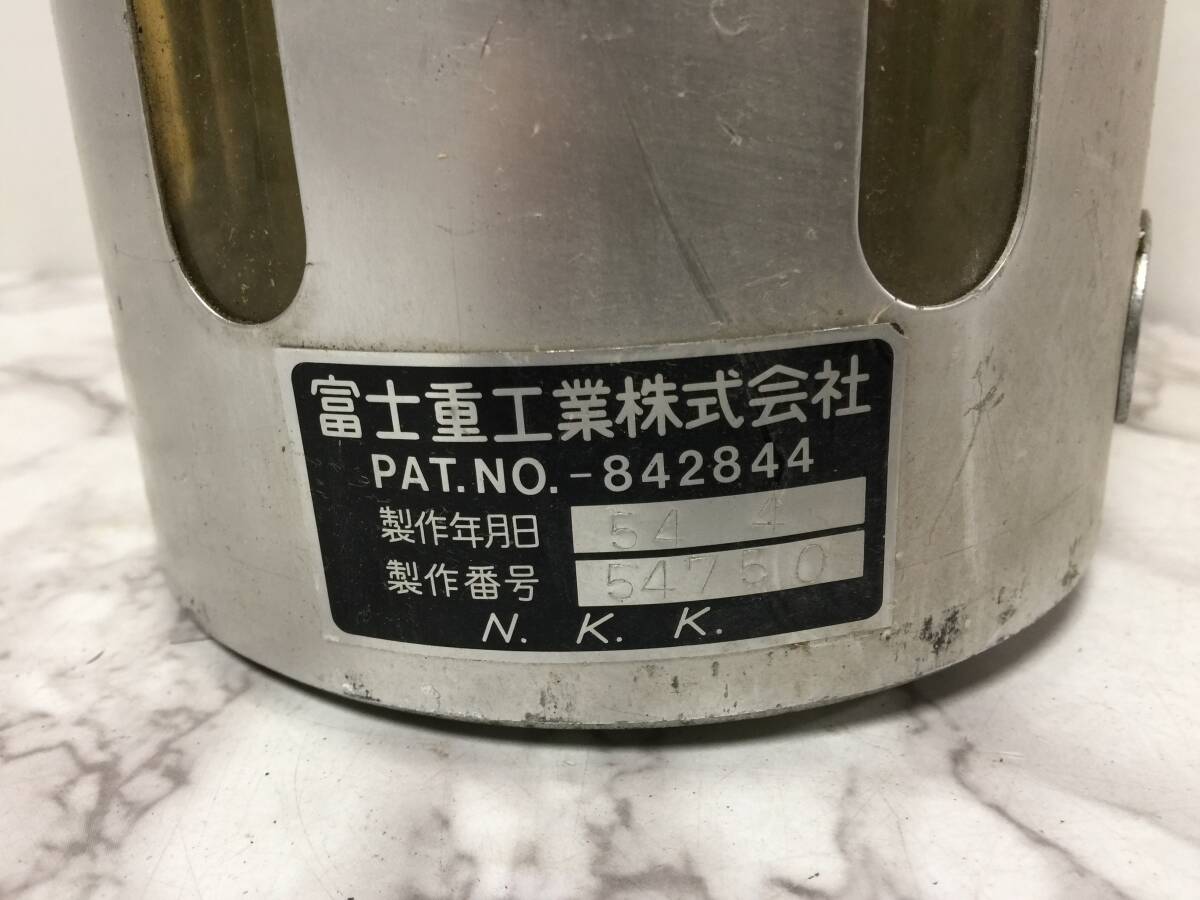 富士重工業株式会社
PAT.NO.-842844
製作年月日 54 4
製作番号 54750
N. K. K.